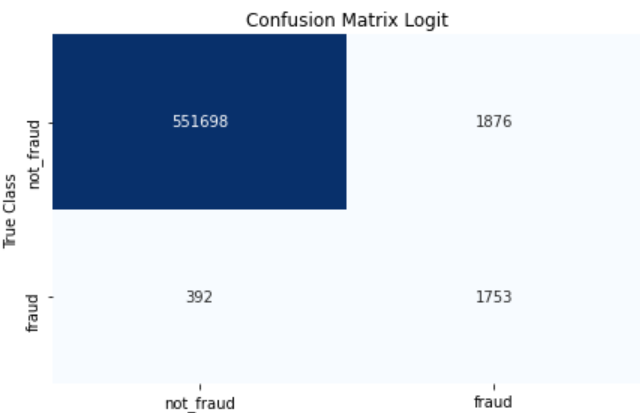 Confusion Matrix Logit
True Class
not_fraud
551698
1876
fraud
392
1753
not_fraud
fraud